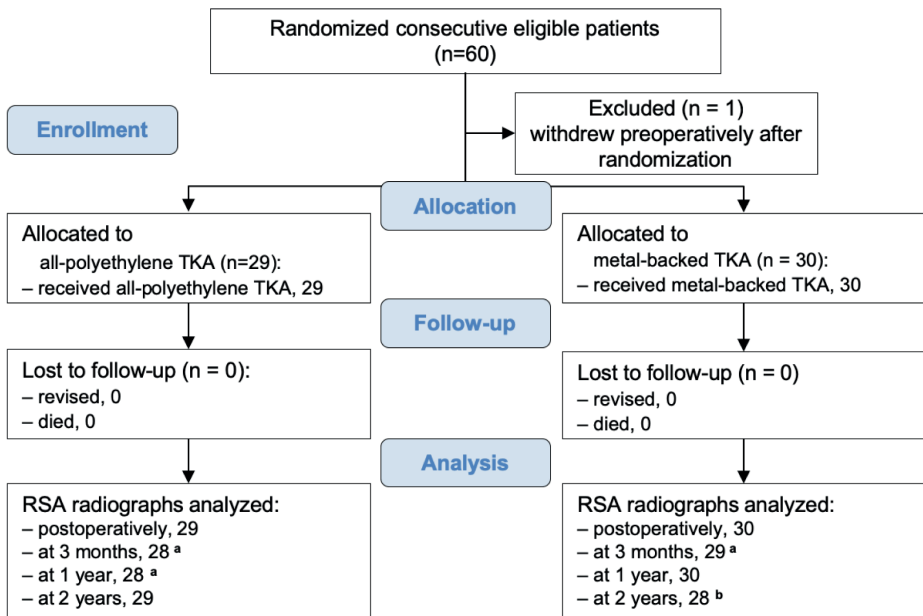 Randomized consecutive eligible patients
(n=60)
Enrollment
Excluded (n = 1)
withdrew preoperatively after
randomization
Allocation
Allocated to
all-polyethylene TKA (n=29):
– received all-polyethylene TKA, 29
Allocated to
metal-backed TKA (n = 30):
– received metal-backed TKA, 30
Follow-up
Lost to follow-up (n = 0):
– revised, 0
– died, 0
Lost to follow-up (n = 0)
– revised, 0
– died, 0
Analysis
RSA radiographs analyzed:
– postoperatively, 29
– at 3 months, 28 a
– at 1 year, 28 a
– at 2 years, 29
RSA radiographs analyzed:
– postoperatively, 30
– at 3 months, 29 a
– at 1 year, 30
– at 2 years, 28 b